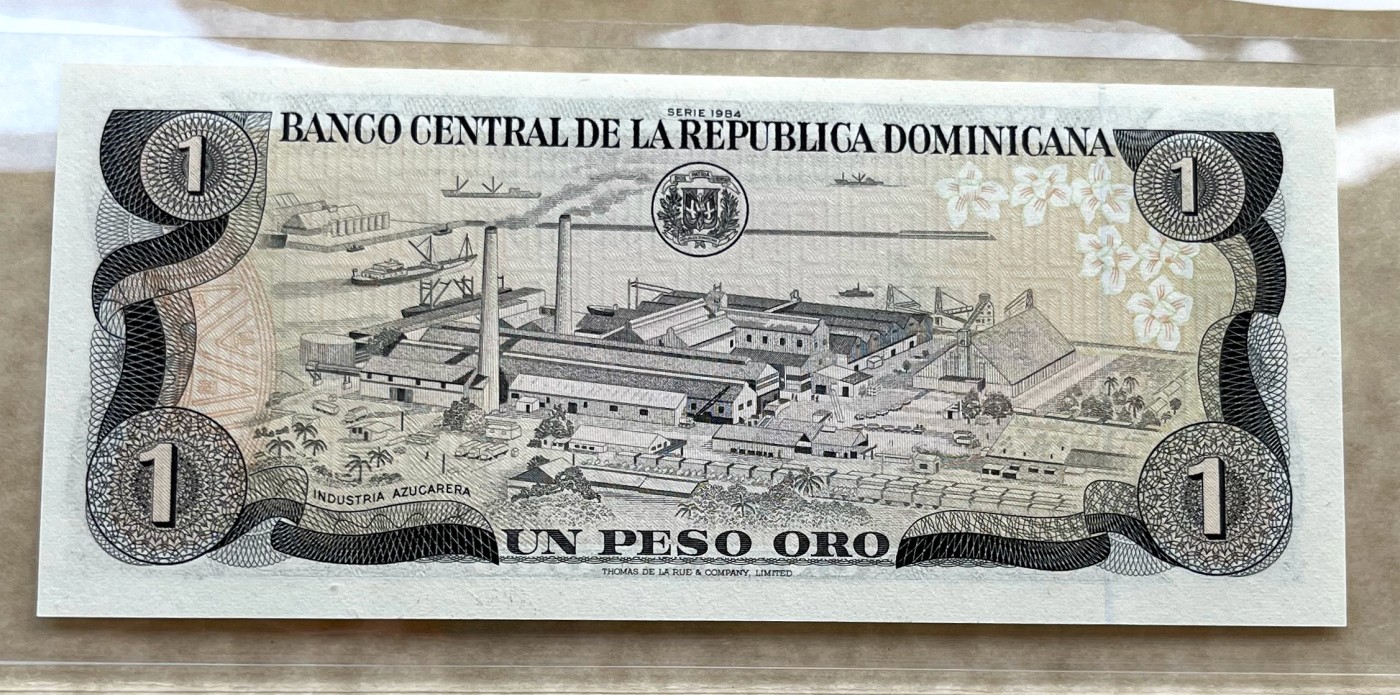 SERIE 1984
BANCO CENTRAL DE LA REPUBLICA DOMINICANA
1
1
INDUSTRIA AZUCARERA
1
1
UN PESO ORO
THOMAS DE LA RUE & COMPANY, LIMITED